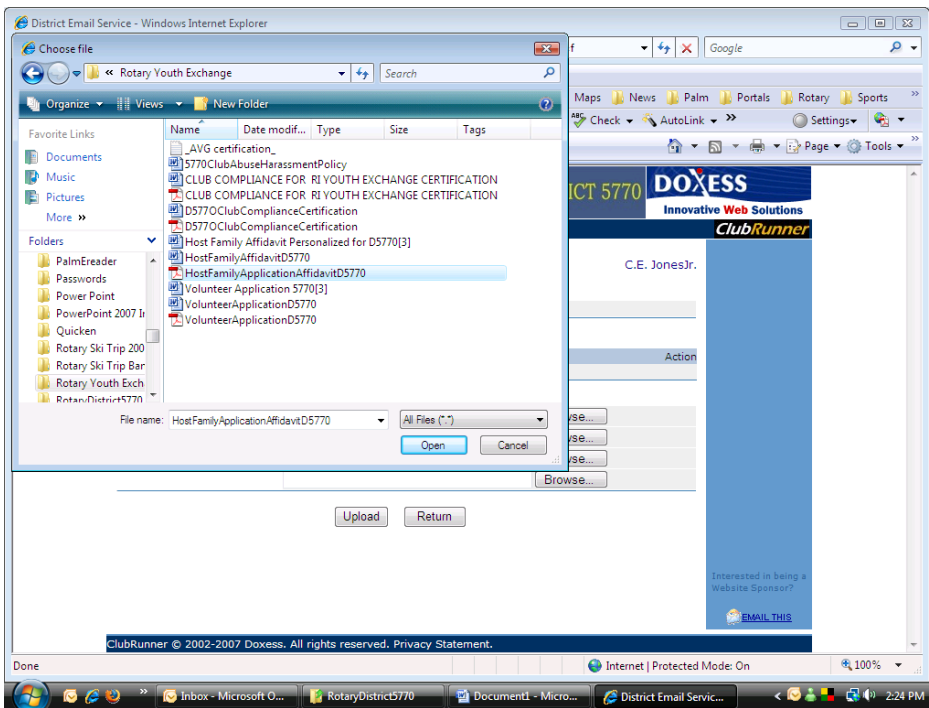 District Email Service - Windows Internet Explorer
Choose file
f
Google
« Rotary Youth Exchange
Search
Maps News Palm Portals Rotary Sports »
Organize Views New Folder
ABC Check AutoLink » Settings
Favorite Links
Name Date modif... Type Size Tags
Page Tools »
Documents
Music
Pictures
More »
Folders
PalmEreader
Passwords
Power Point
PowerPoint 2007 Ir
Quicken
Rotary Ski Trip 200
Rotary Ski Trip Bar
Rotary Youth Exch
RotaryDistrict5770
_AVG certification_
5770ClubAbuseHarassmentPolicy
CLUB COMPLIANCE FOR RI YOUTH EXCHANGE CERTIFICATION
CLUB COMPLIANCE FOR RI YOUTH EXCHANGE CERTIFICATION
D577OClubComplianceCertification
D577OClubComplianceCertification
Host Family Affidavit Personalized for D5770[3]
HostFamilyAffidavitD5770
HostFamilyApplicationAffidavitD5770
Volunteer Application 5770[3]
VolunteerApplicationD5770
VolunteerApplicationD5770
File name: HostFamilyApplicationAffidavitD5770 All Files (*.*)
Open Cancel
ICT 5770 DOXESS
Innovative Web Solutions
ClubRunner
C.E. JonesJr.
Action
wse...
wse...
wse...
Browse...
Upload Return
Interested in being a
Website Sponsor?
EMAIL THIS
ClubRunner © 2002-2007 Doxess. All rights reserved. Privacy Statement.
Done Internet | Protected Mode: On 100%
» Inbox - Microsoft O... RotaryDistrict5770 Document1 - Micro... District Email Servic... < 2:24 PM